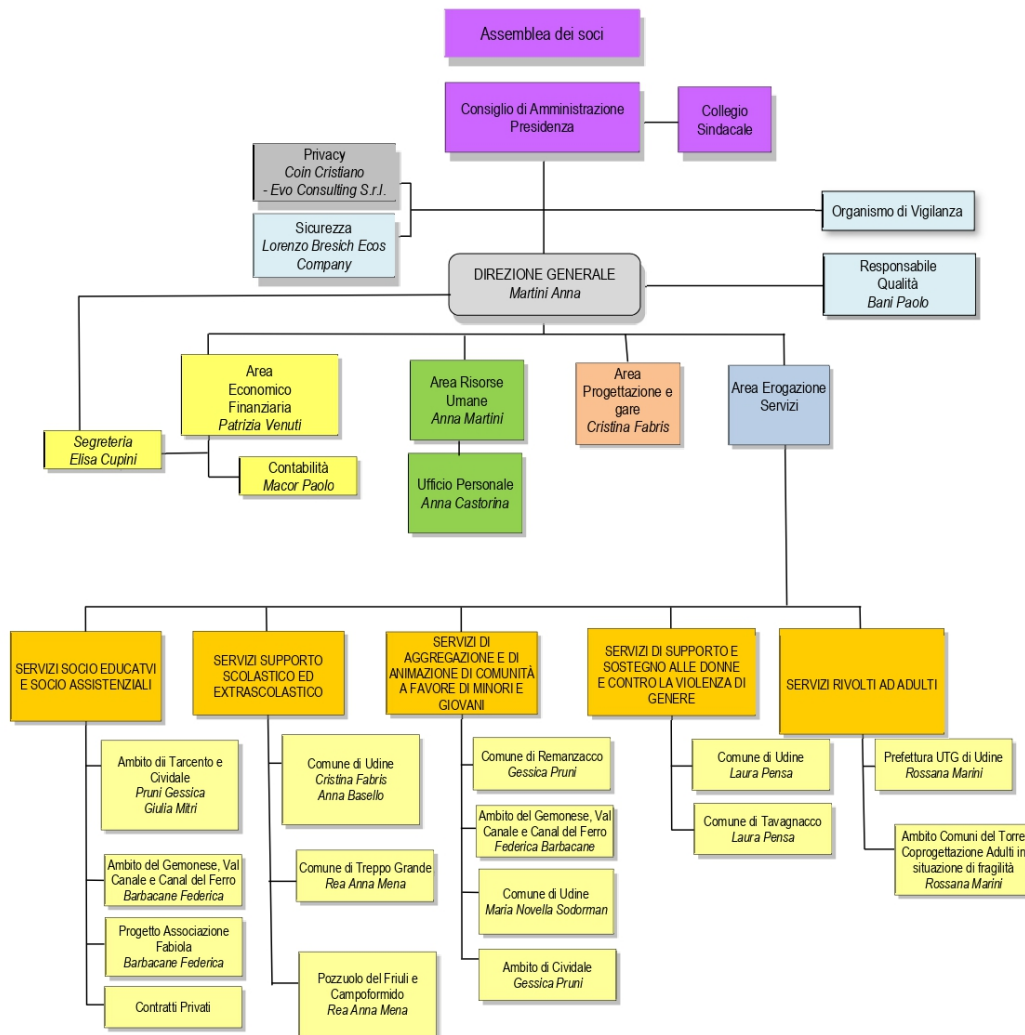 Assemblea dei soci
Consiglio di Amministrazione
Presidenza
Collegio
Sindacale
Privacy
Coin Cristiano
- Evo Consulting S.r.l.
Sicurezza
Lorenzo Bresich Ecos
Company
Organismo di Vigilanza
DIREZIONE GENERALE
Martini Anna
Responsabile
Qualità
Bani Paolo
Area
Economico
Finanziaria
Patrizia Venuti
Area Risorse
Umane
Anna Martini
Area
Progettazione e
gare
Cristina Fabris
Area Erogazione
Servizi
Segreteria
Elisa Cupini
Contabilità
Macor Paolo
Ufficio Personale
Anna Castorina
SERVIZI SOCIO EDUCATVI
E SOCIO ASSISTENZIALI
SERVIZI SUPPORTO
SCOLASTICO ED
EXTRASCOLASTICO
SERVIZI DI
AGGREGAZIONE E DI
ANIMAZIONE DI COMUNITÀ
A FAVORE DI MINORI E
GIOVANI
SERVIZI DI SUPPORTO E
SOSTEGNO ALLE DONNE
E CONTRO LA VIOLENZA DI
GENERE
SERVIZI RIVOLTI AD ADULTI
Ambito dii Tarcento e
Cividale
Pruni Gessica
Giulia Mitri
Ambito del Gemonese, Val
Canale e Canal del Ferro
Barbacane Federica
Progetto Associazione
Fabiola
Barbacane Federica
Contratti Privati
Comune di Udine
Cristina Fabris
Anna Basello
Comune di Treppo Grande
Rea Anna Mena
Pozzuolo del Friuli e
Campoformido
Rea Anna Mena
Comune di Remanzacco
Gessica Pruni
Ambito del Gemonese, Val
Canale e Canal del Ferro
Federica Barbacane
Comune di Udine
Maria Novella Sodorman
Ambito di Cividale
Gessica Pruni
Comune di Udine
Laura Pensa
Comune di Tavagnacco
Laura Pensa
Prefettura UTG di Udine
Rossana Marini
Ambito Comuni del Torre
Coprogettazione Adulti in
situazione di fragilità
Rossana Marini